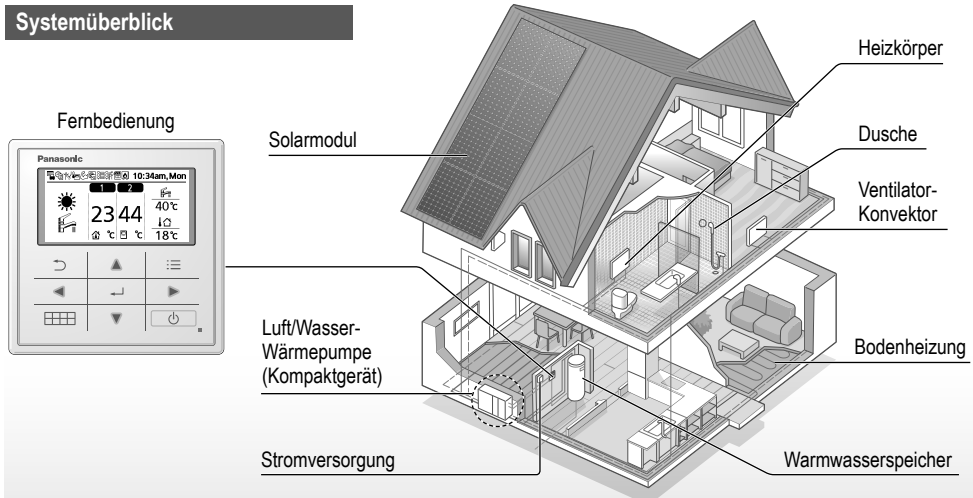 Systemüberblick
Fernbedienung
Panasonic
10:34am, Mon
1 2
23 44
°c °c
40°c
18°c
Solarmodul
Luft/Wasser-
Wärmepumpe
(Kompaktgerät)
Stromversorgung
Heizkörper
Dusche
Ventilator-
Konvektor
Bodenheizung
Warmwasserspeicher